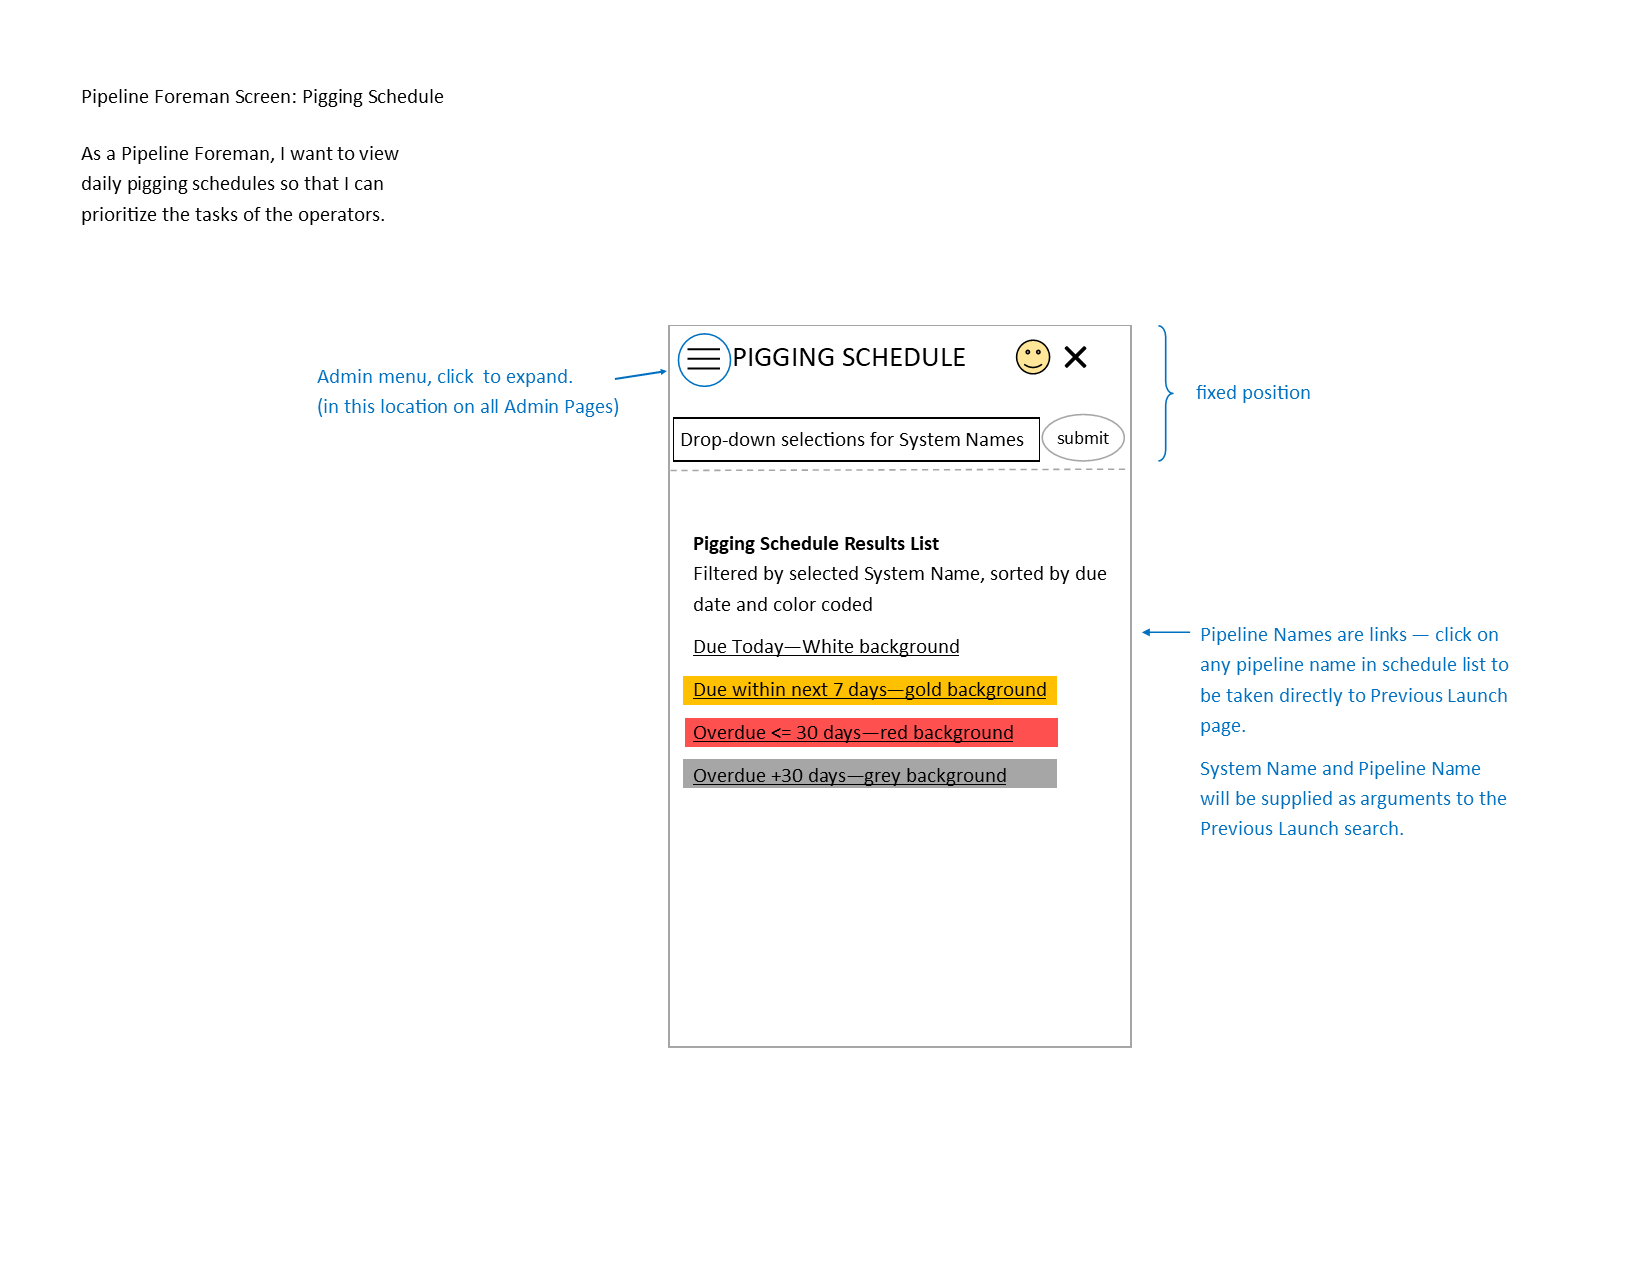 Pipeline Foreman Screen: Pigging Schedule
As a Pipeline Foreman, I want to view
daily pigging schedules so that I can
prioritize the tasks of the operators.
PIGGING SCHEDULE
Admin menu, click  to expand.
(in this location on all Admin Pages)
fixed position
Drop-down selections for System Names
submit
Pigging Schedule Results List
Filtered by selected System Name, sorted by due
date and color coded
Due Today—White background
Due within next 7 days—gold background
Overdue <= 30 days—red background
Overdue +30 days—grey background
Pipeline Names are links — click on
any pipeline name in schedule list to
be taken directly to Previous Launch
page.
System Name and Pipeline Name
will be supplied as arguments to the
Previous Launch search.